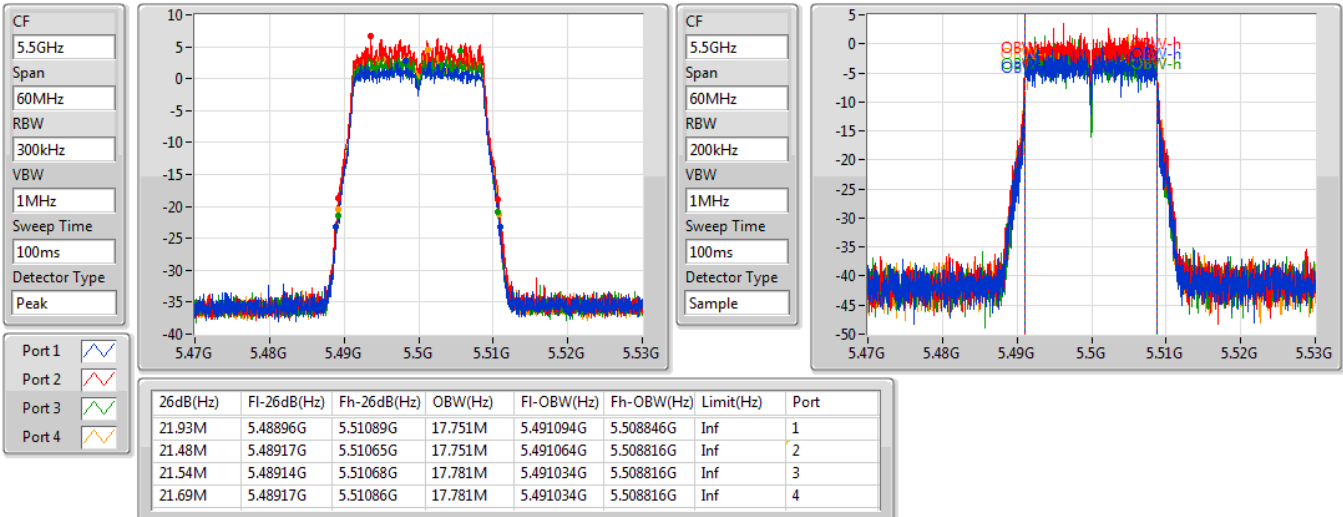 CF
5.5GHz
Span
60MHz
RBW
300kHz
VBW
1MHz
Sweep Time
100ms
Detector Type
Peak
10
5
0
-5
-10
-15
-20
-25
-30
-35
-40
5.47G 5.48G 5.49G 5.5G 5.51G 5.52G 5.53G
CF
5.5GHz
Span
60MHz
RBW
200kHz
VBW
1MHz
Sweep Time
100ms
Detector Type
Sample
5
0
-5
-10
-15
-20
-25
-30
-35
-40
-45
-50
5.47G 5.48G 5.49G 5.5G 5.51G 5.52G 5.53G
Port 1
Port 2
Port 3
Port 4
26dB(Hz) Fl-26dB(Hz) Fh-26dB(Hz) OBW(Hz) Fl-OBW(Hz) Fh-OBW(Hz) Limit(Hz) Port
21.93M 5.48896G 5.51089G 17.751M 5.491094G 5.508846G Inf 1
21.48M 5.48917G 5.51065G 17.751M 5.491064G 5.508816G Inf 2
21.54M 5.48914G 5.51068G 17.781M 5.491034G 5.508816G Inf 3
21.69M 5.48917G 5.51086G 17.781M 5.491034G 5.508816G Inf 4